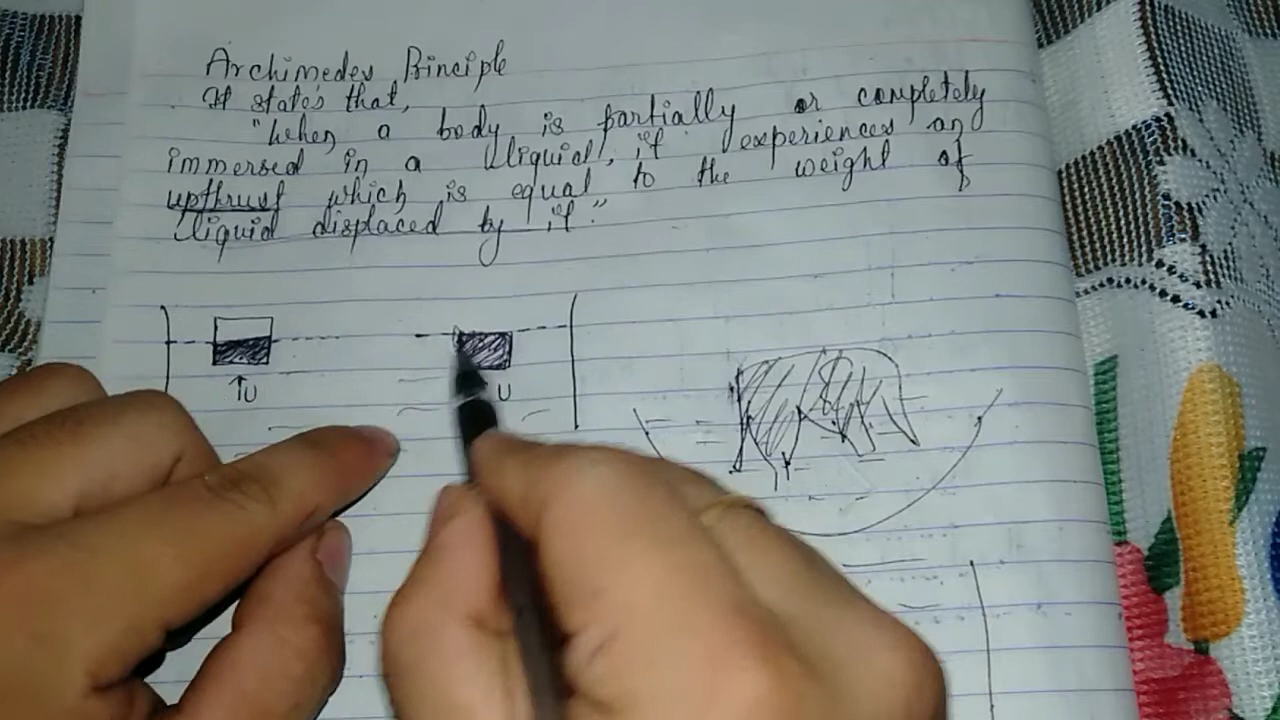 Archimedes Principle
It states that,
"When a body is partially or completely
immersed in a liquid, it experiences an
upthrust which is equal to the weight of
liquid displaced by it."
U U